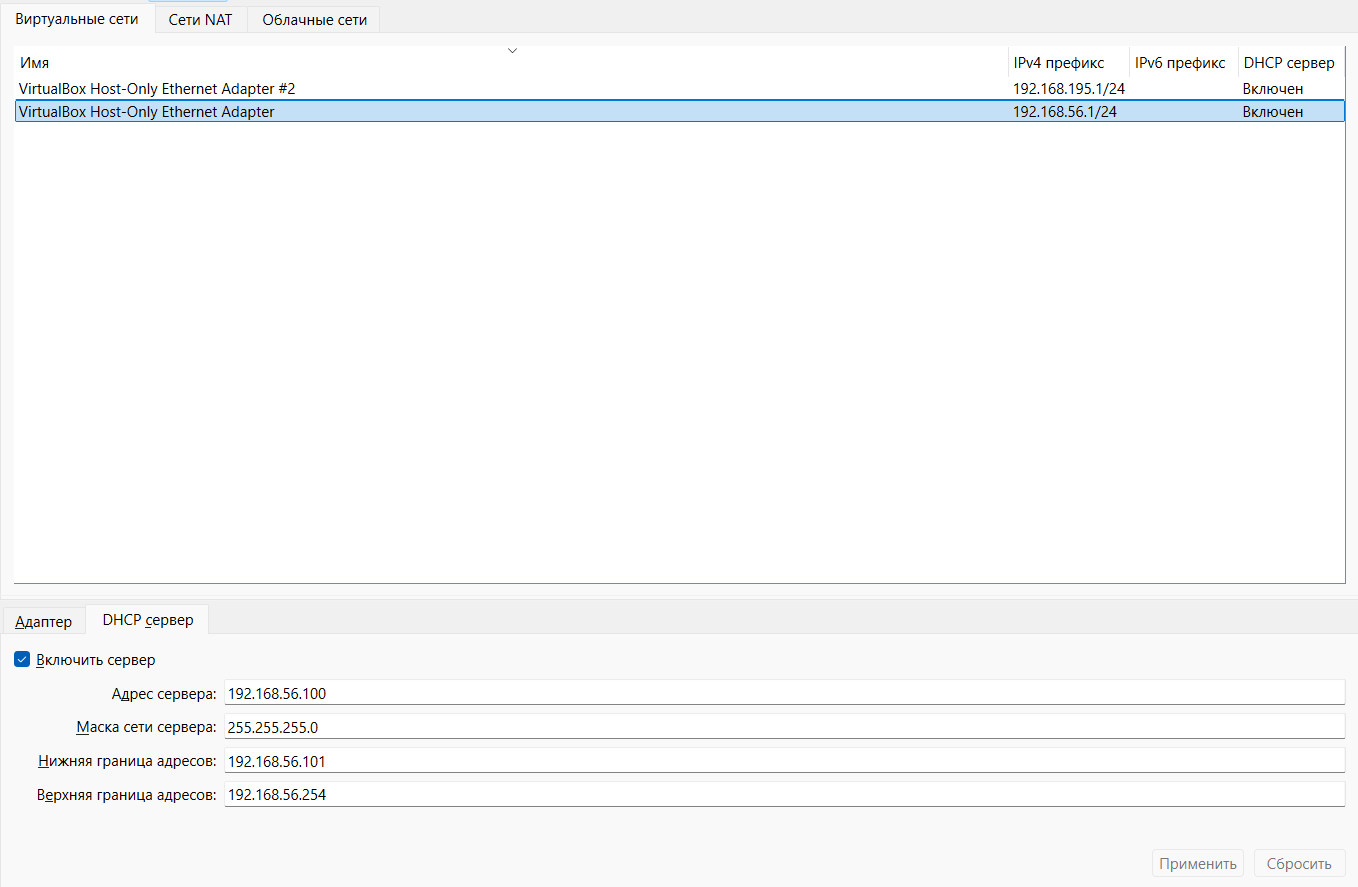 Виртуальные сети Сети NAT Облачные сети
Имя IPv4 префикс IPv6 префикс DHCP сервер
VirtualBox Host-Only Ethernet Adapter #2 192.168.195.1/24 Включен
VirtualBox Host-Only Ethernet Adapter 192.168.56.1/24 Включен
Адаптер DHCP сервер
Включить сервер
Адрес сервера: 192.168.56.100
Маска сети сервера: 255.255.255.0
Нижняя граница адресов: 192.168.56.101
Верхняя граница адресов: 192.168.56.254
Применить Сбросить